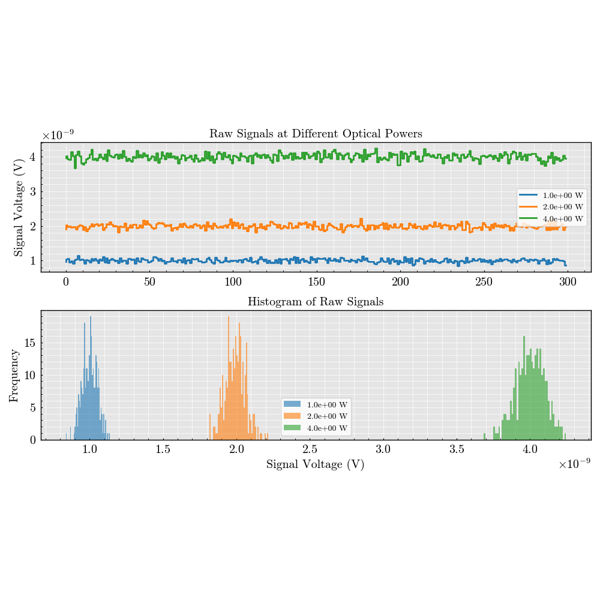 Raw Signals at Different Optical Powers
×10⁻⁹
Signal Voltage (V)
4
3
2
1
1.0e+00 W
2.0e+00 W
4.0e+00 W
0 50 100 150 200 250 300
Histogram of Raw Signals
Frequency
15
10
5
0
1.0e+00 W
2.0e+00 W
4.0e+00 W
1.0 1.5 2.0 2.5 3.0 3.5 4.0
Signal Voltage (V)
×10⁻⁹